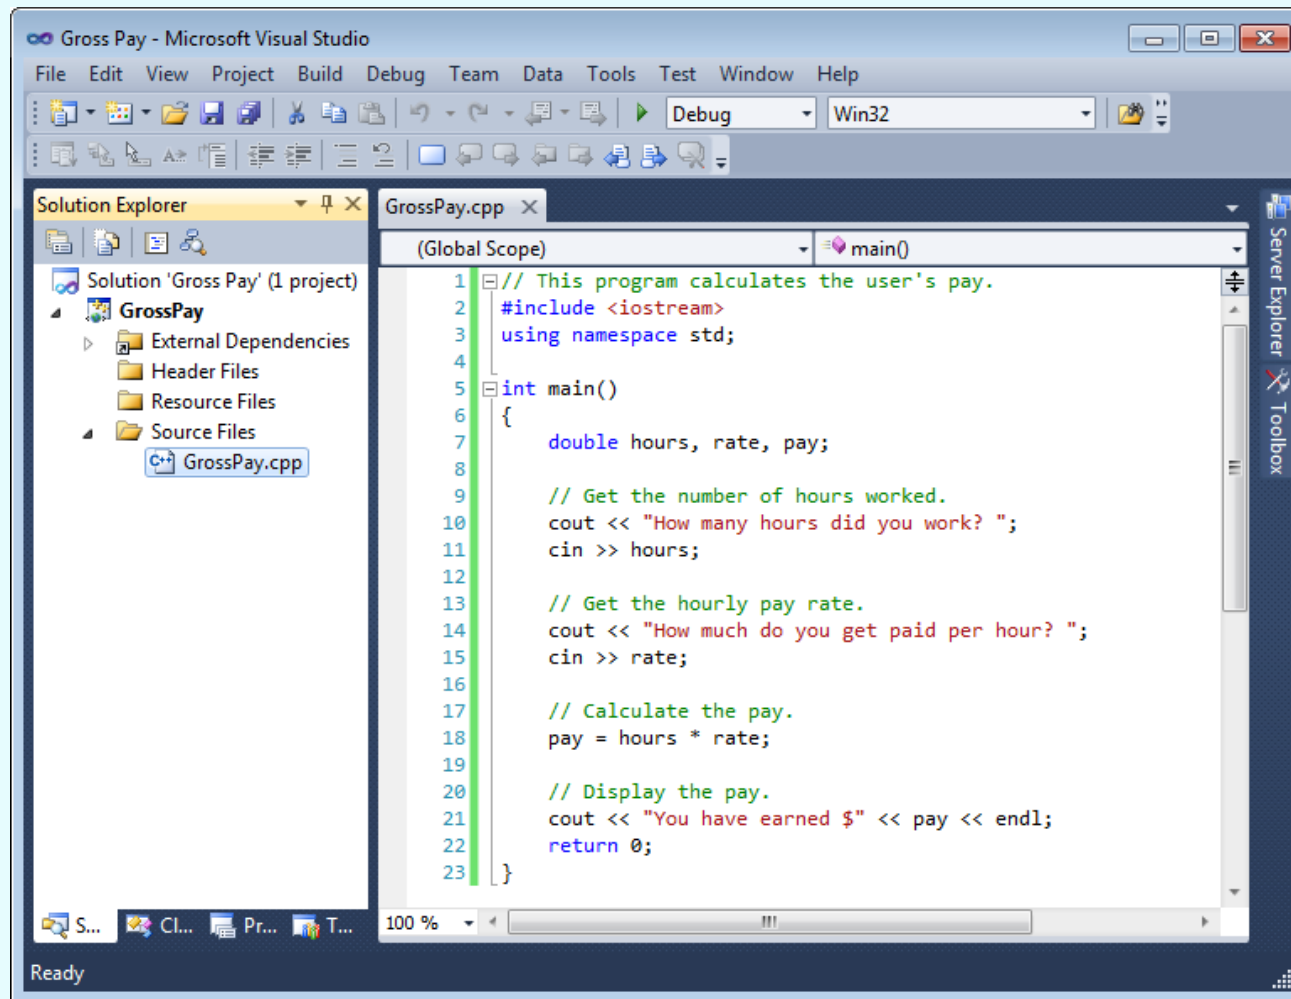 Gross Pay - Microsoft Visual Studio
File Edit View Project Build Debug Team Data Tools Test Window Help
Debug Win32
Solution Explorer
Solution 'Gross Pay' (1 project)
GrossPay
External Dependencies
Header Files
Resource Files
Source Files
GrossPay.cpp
S... Cl... Pr... T...
GrossPay.cpp
(Global Scope) main()
1 // This program calculates the user's pay.
2 #include <iostream>
3 using namespace std;
4
5 int main()
6 {
7 double hours, rate, pay;
8
9 // Get the number of hours worked.
10 cout << "How many hours did you work? ";
11 cin >> hours;
12
13 // Get the hourly pay rate.
14 cout << "How much do you get paid per hour? ";
15 cin >> rate;
16
17 // Calculate the pay.
18 pay = hours * rate;
19
20 // Display the pay.
21 cout << "You have earned $" << pay << endl;
22 return 0;
23 }
100 %
Server Explorer
Toolbox
Ready